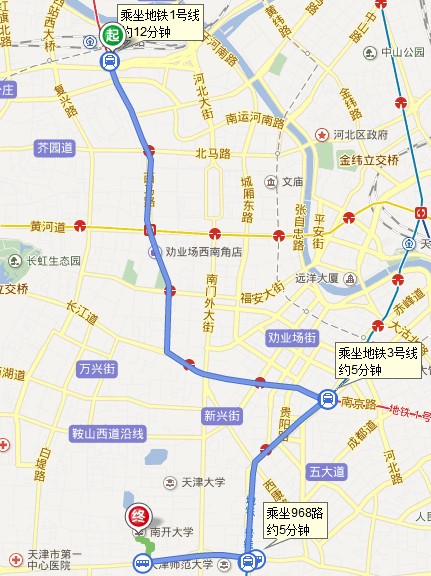 乘坐地铁1号线
约12分钟
起
中山公园
复兴路
河北大街
黄纬路
金纬路
南运河南路
河北区政府
芥园道
北马路
金纬立交桥
文庙
城厢东路
张自忠路
平安街
黄河道
劝业场西南角店
长虹生态园
立交桥
远洋大厦
福安大街
南门外大街
长江道
赤峰道
劝业场街
乘坐地铁3号线
约5分钟
万兴街
南京路
地铁1号线
新兴街
贵阳路
鞍山西道沿线
成都道
白堤路
五大道
河北路
天津大学
西康路
乘坐968路
约5分钟
终
南开大学
天津市第一
中心医院
天津师范大学